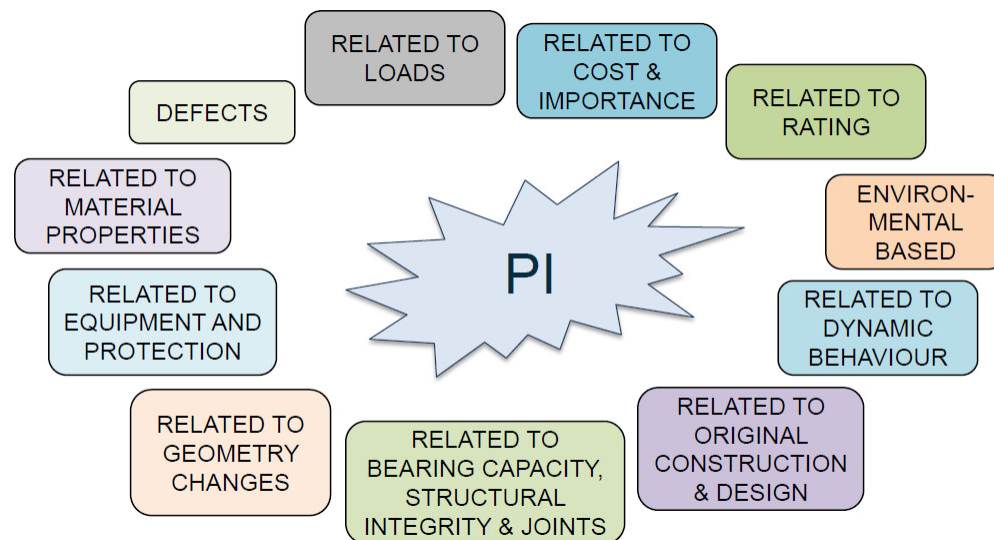 RELATED TO
LOADS
RELATED TO
COST &
IMPORTANCE
RELATED TO
RATING
DEFECTS
RELATED TO
MATERIAL
PROPERTIES
ENVIRON-
MENTAL
BASED
PI
RELATED TO
EQUIPMENT AND
PROTECTION
RELATED TO
DYNAMIC
BEHAVIOUR
RELATED TO
GEOMETRY
CHANGES
RELATED TO
BEARING CAPACITY,
STRUCTURAL
INTEGRITY & JOINTS
RELATED TO
ORIGINAL
CONSTRUCTION
& DESIGN